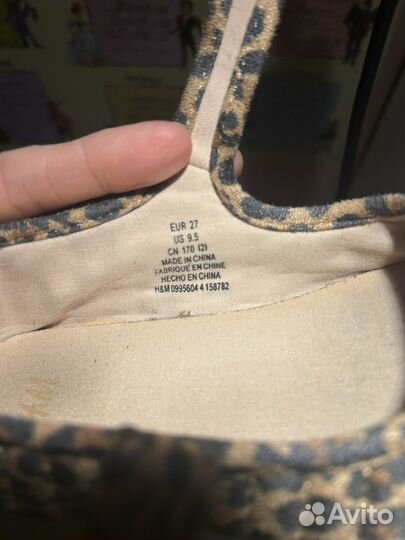 EUR 27
US 9.5
CN 170 (2)
MADE IN CHINA
FABRIQUÉ EN CHINE
HECHO EN CHINA
H&M 0995604 4 158782
Avito